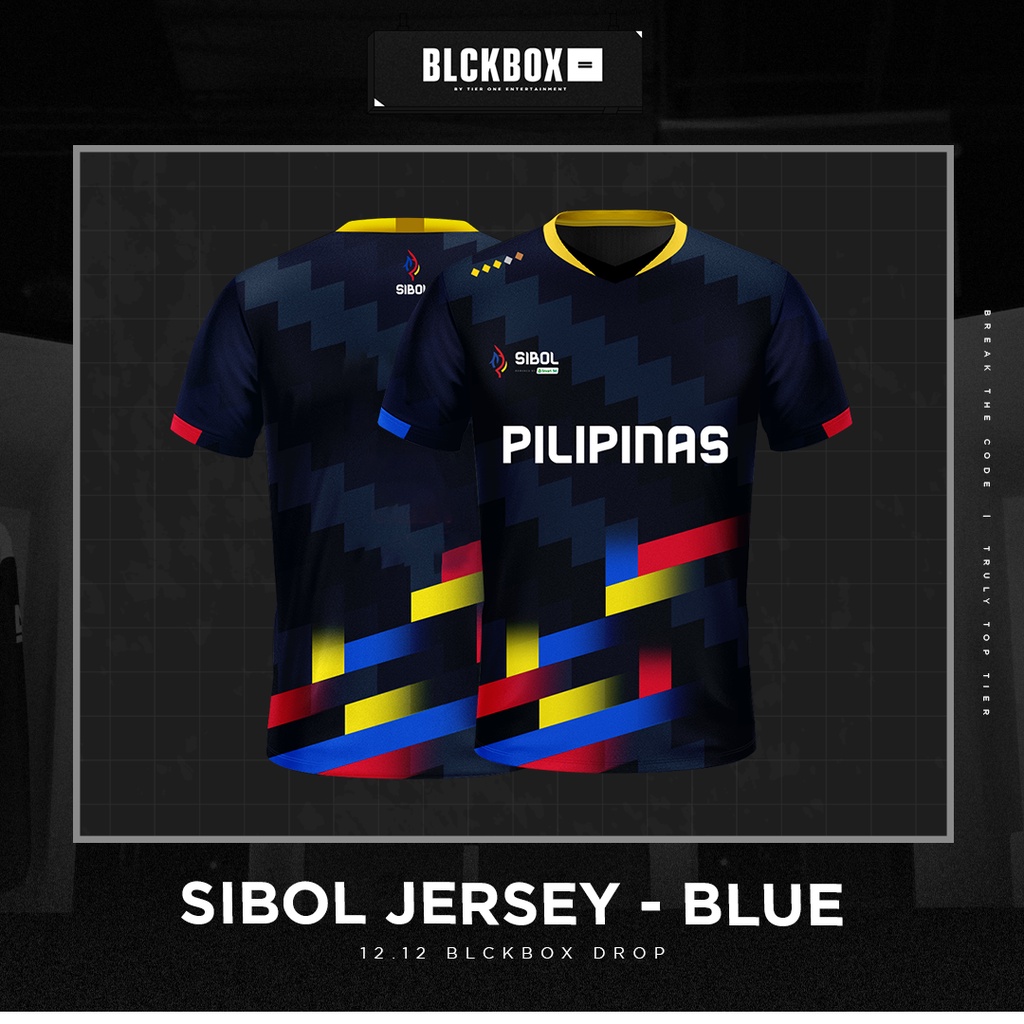 BLCKBOX
BY TIER ONE ENTERTAINMENT
SIBOL
SIBOL
PILIPINAS
BREAK THE CODE | TRULY TOP TIER
SIBOL JERSEY - BLUE
12.12 BLCKBOX DROP